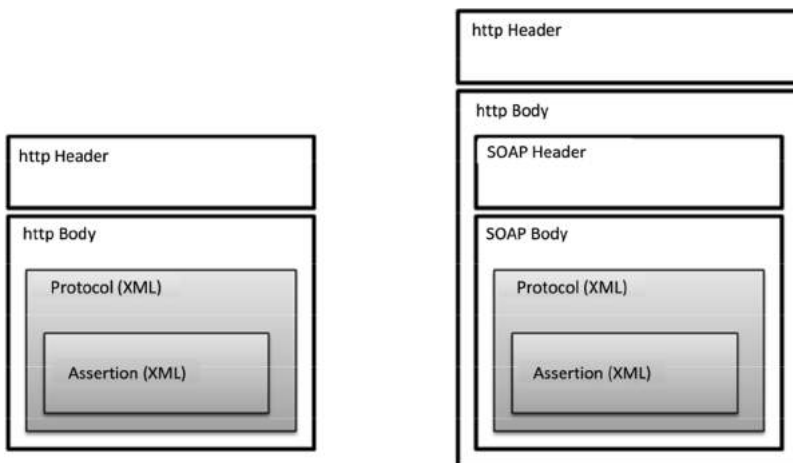 http Header
http Body
Protocol (XML)
Assertion (XML)
http Header
http Body
SOAP Header
SOAP Body
Protocol (XML)
Assertion (XML)